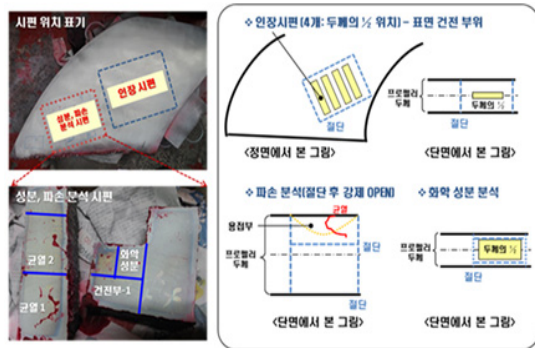 시편 위치 표기
인장 시편
성분, 파손
분석 시편
성분, 파손 분석 시편
균열 2
균열 1
화학
성분
건전부-1
❖ 인장시편 (4개: 두께의 ½ 위치) – 표면 건전 부위
절단
<정면에서 본 그림>
프로펠러
두께
두께의 ½
절단
<단면에서 본 그림>
❖ 파손 분석(절단 후 강제 OPEN)
균열
용접부
절단
프로펠러
두께
절단
<단면에서 본 그림>
❖ 화학 성분 분석
프로펠러
두께
두께의 ½
절단
<단면에서 본 그림>